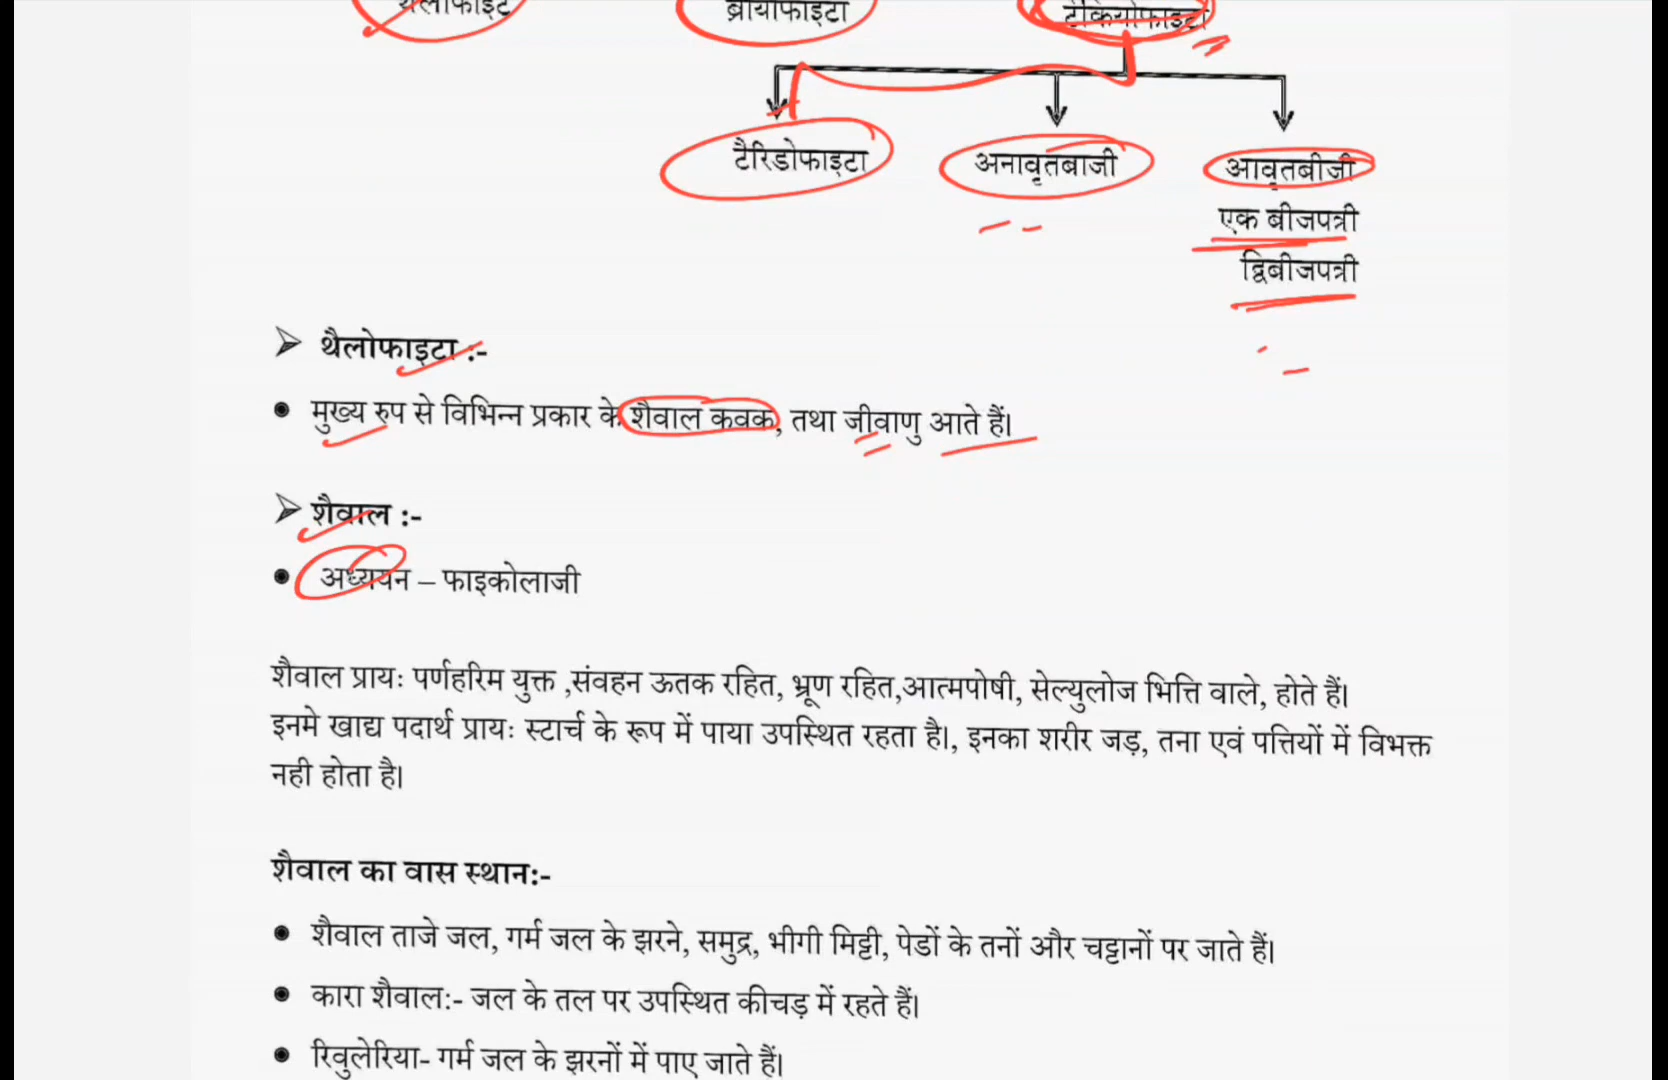 थैलोफाइट ब्रायोफाइटा टैकियोफाइटा
टैरिडोफाइटा अनावृतबाजी आवृतबीजी
एक बीजपत्री
द्विबीजपत्री
➢ थैलोफाइटा :-
● मुख्य रुप से विभिन्न प्रकार के शैवाल कवक, तथा जीवाणु आते हैं।
➢ शैवाल :-
● अध्ययन – फाइकोलाजी
शैवाल प्रायः पर्णहरिम युक्त ,संवहन ऊतक रहित, भ्रूण रहित,आत्मपोषी, सेल्युलोज भित्ति वाले, होते हैं।
इनमे खाद्य पदार्थ प्रायः स्टार्च के रूप में पाया उपस्थित रहता है।, इनका शरीर जड़, तना एवं पत्तियों में विभक्त
नही होता है।
शैवाल का वास स्थान:-
● शैवाल ताजे जल, गर्म जल के झरने, समुद्र, भीगी मिट्टी, पेडों के तनों और चट्टानों पर जाते हैं।
● कारा शैवाल:- जल के तल पर उपस्थित कीचड़ में रहते हैं।
● रिवुलेरिया- गर्म जल के झरनों में पाए जाते हैं।